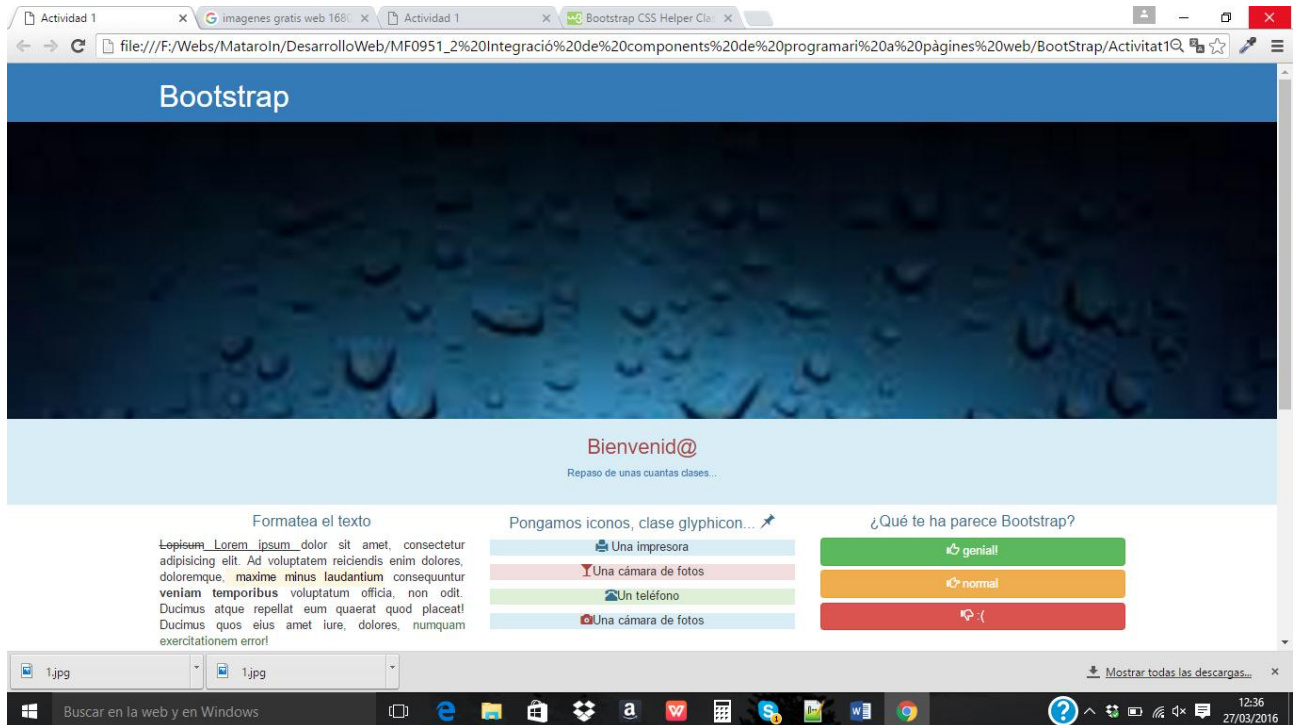 Actividad 1
imagenes gratis web 1680
Actividad 1
Bootstrap CSS Helper Clas
file:///F:/Webs/MataroIn/DesarrolloWeb/MF0951_2%20Integració%20de%20components%20de%20programari%20a%20pàgines%20web/BootStrap/Activitat1
Bootstrap
Bienvenid@
Repaso de unas cuantas clases...
Formatea el texto
Lopisum Lorem ipsum dolor sit amet, consectetur
adipisicing elit. Ad voluptatem reiciendis enim dolores,
doloremque, maxime minus laudantium consequuntur
veniam temporibus voluptatum officia, non odit.
Ducimus atque repellat eum quaerat quod placeat!
Ducimus quos eius amet iure, dolores, numquam
exercitationem error!
Pongamos iconos, clase glyphicon...
Una impresora
Una cámara de fotos
Un teléfono
Una cámara de fotos
¿Qué te ha parece Bootstrap?
genial!
normal
:(
1.jpg
1.jpg
Mostrar todas las descargas...
Buscar en la web y en Windows
12:36
27/03/2016